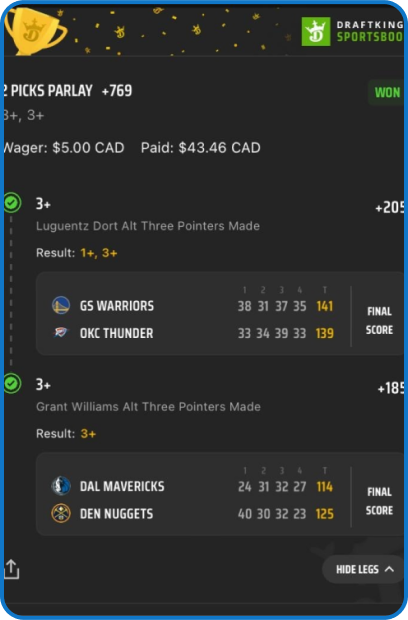 DRAFTKING
SPORTSBOO
2 PICKS PARLAY +769
WON
3+, 3+
Wager: $5.00 CAD Paid: $43.46 CAD
3+
+205
Luguentz Dort Alt Three Pointers Made
Result: 1+, 3+
1 2 3 4 T
GS WARRIORS 38 31 37 35 141
OKC THUNDER 33 34 39 33 139
FINAL
SCORE
3+
+185
Grant Williams Alt Three Pointers Made
Result: 3+
1 2 3 4 T
DAL MAVERICKS 24 31 32 27 114
DEN NUGGETS 40 30 32 23 125
FINAL
SCORE
HIDE LEGS